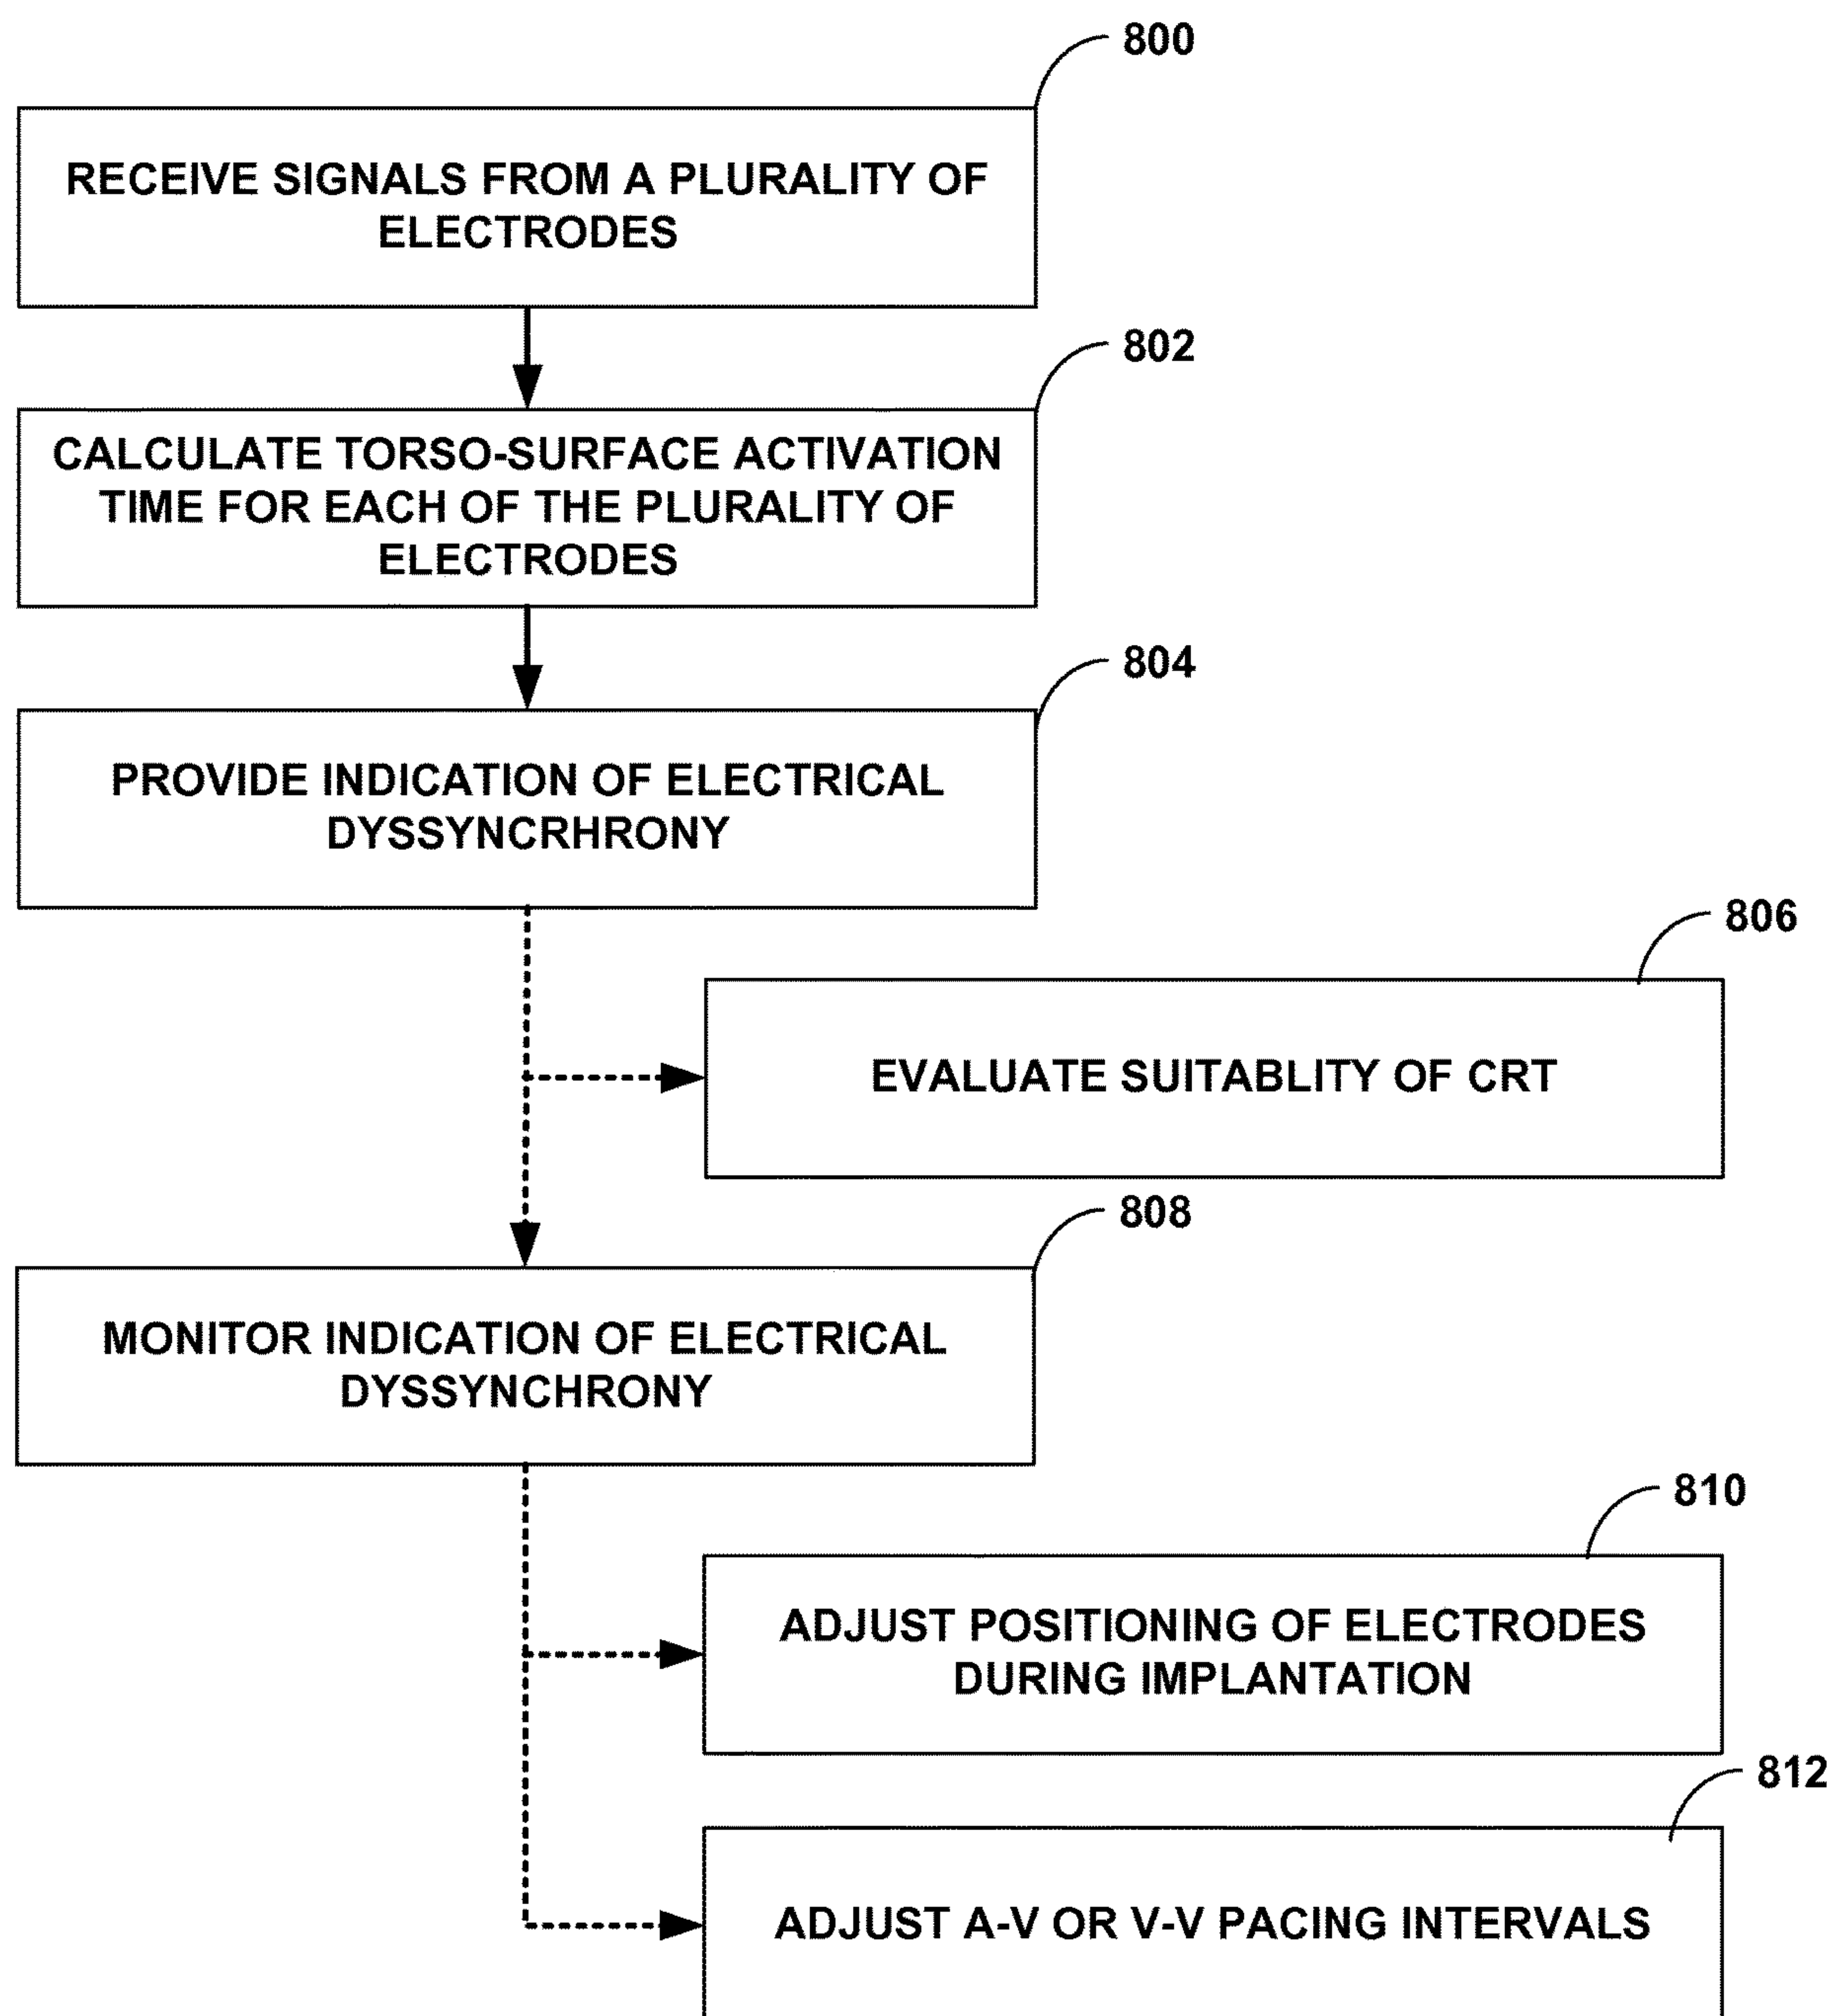 800
RECEIVE SIGNALS FROM A PLURALITY OF
ELECTRODES
802
CALCULATE TORSO-SURFACE ACTIVATION
TIME FOR EACH OF THE PLURALITY OF
ELECTRODES
804
PROVIDE INDICATION OF ELECTRICAL
DYSSYNCRHRONY
806
EVALUATE SUITABLITY OF CRT
808
MONITOR INDICATION OF ELECTRICAL
DYSSYNCHRONY
810
ADJUST POSITIONING OF ELECTRODES
DURING IMPLANTATION
812
ADJUST A-V OR V-V PACING INTERVALS